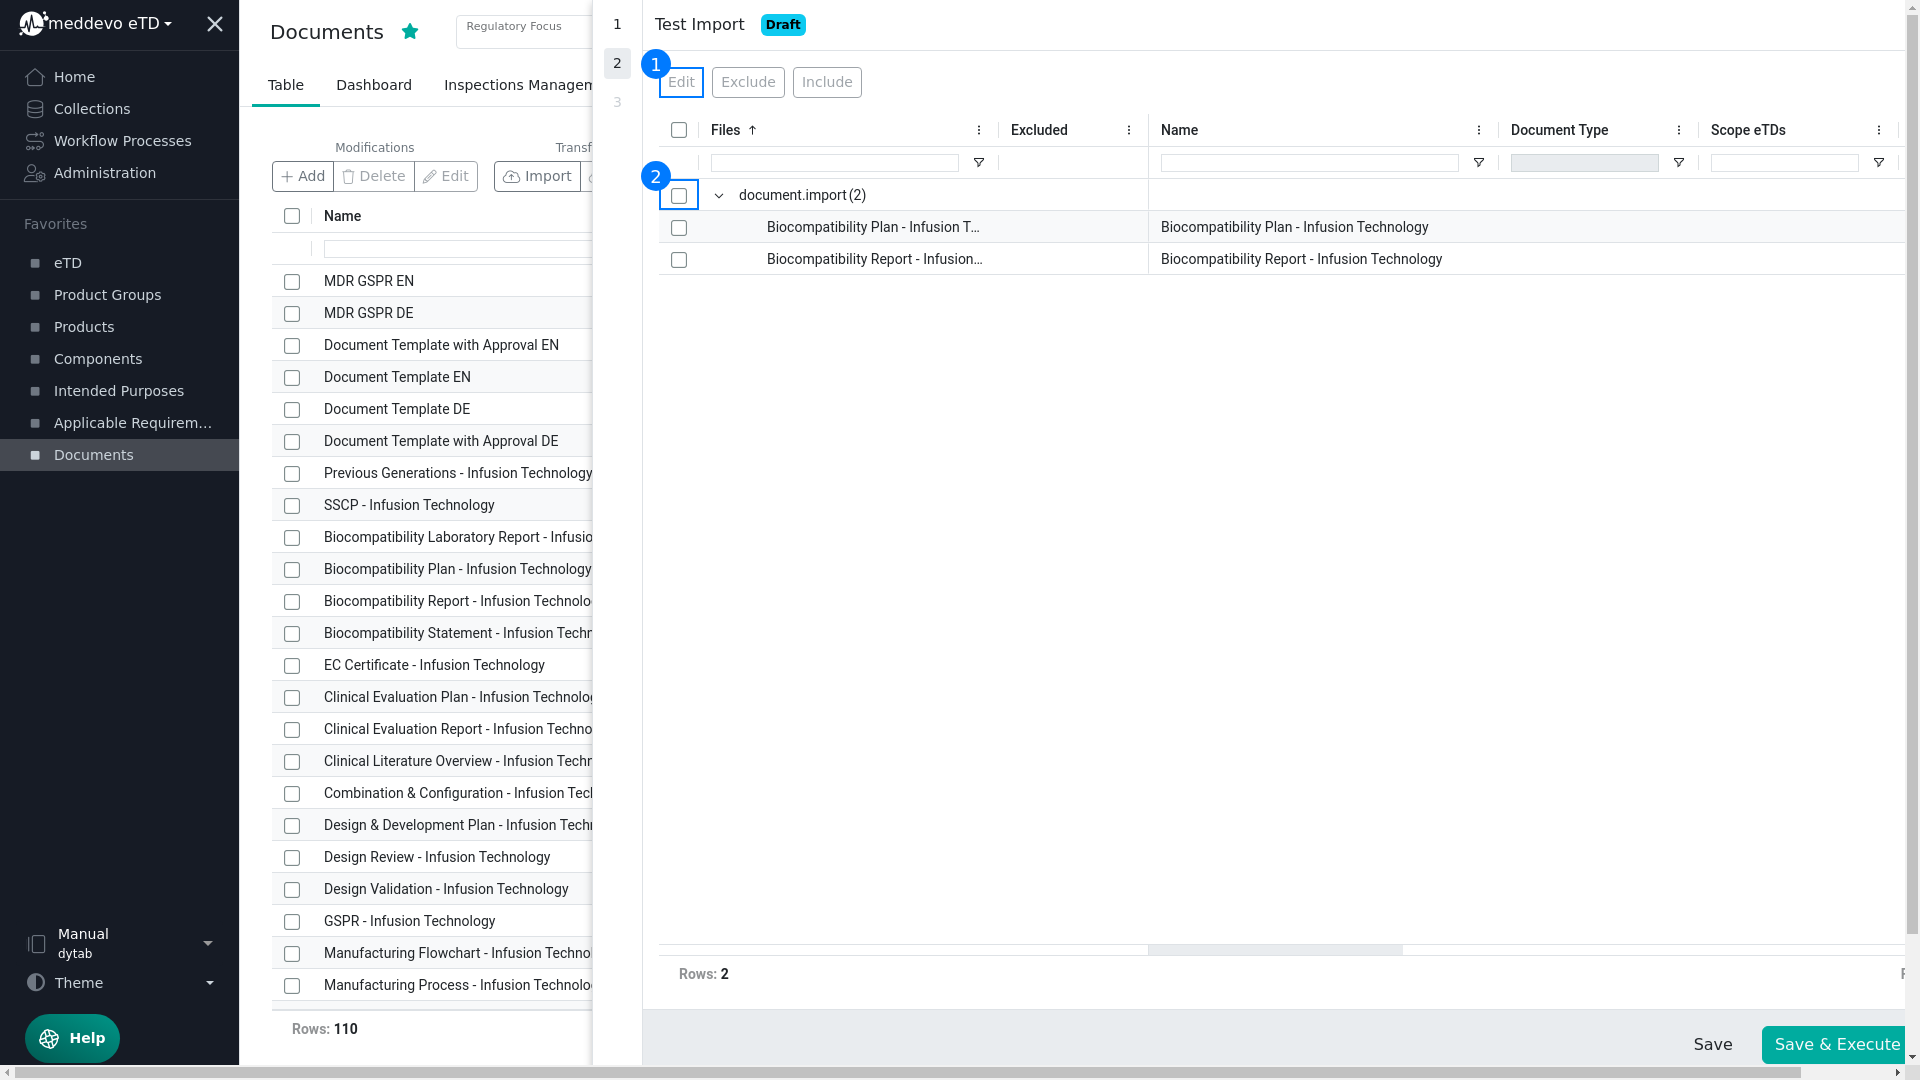 meddevo eTD
Home
Collections
Workflow Processes
Administration
Favorites
eTD
Product Groups
Products
Components
Intended Purposes
Applicable Requirem...
Documents
Manual
dytab
Theme
Help
Documents
Regulatory Focus
Table
Dashboard
Inspections Managem
Modifications
Transf
Add
Delete
Edit
Import
Name
MDR GSPR EN
MDR GSPR DE
Document Template with Approval EN
Document Template EN
Document Template DE
Document Template with Approval DE
Previous Generations - Infusion Technology
SSCP - Infusion Technology
Biocompatibility Laboratory Report - Infusio
Biocompatibility Plan - Infusion Technology
Biocompatibility Report - Infusion Technolo
Biocompatibility Statement - Infusion Techn
EC Certificate - Infusion Technology
Clinical Evaluation Plan - Infusion Technolog
Clinical Evaluation Report - Infusion Techno
Clinical Literature Overview - Infusion Techn
Combination & Configuration - Infusion Tech
Design & Development Plan - Infusion Techn
Design Review - Infusion Technology
Design Validation - Infusion Technology
GSPR - Infusion Technology
Manufacturing Flowchart - Infusion Technol
Manufacturing Process - Infusion Technolo
Rows: 110
1
2
3
Test Import
Draft
1
Edit
Exclude
Include
Files
Excluded
Name
Document Type
Scope eTDs
2
document.import (2)
Biocompatibility Plan - Infusion T...
Biocompatibility Plan - Infusion Technology
Biocompatibility Report - Infusion...
Biocompatibility Report - Infusion Technology
Rows: 2
Save
Save & Execute